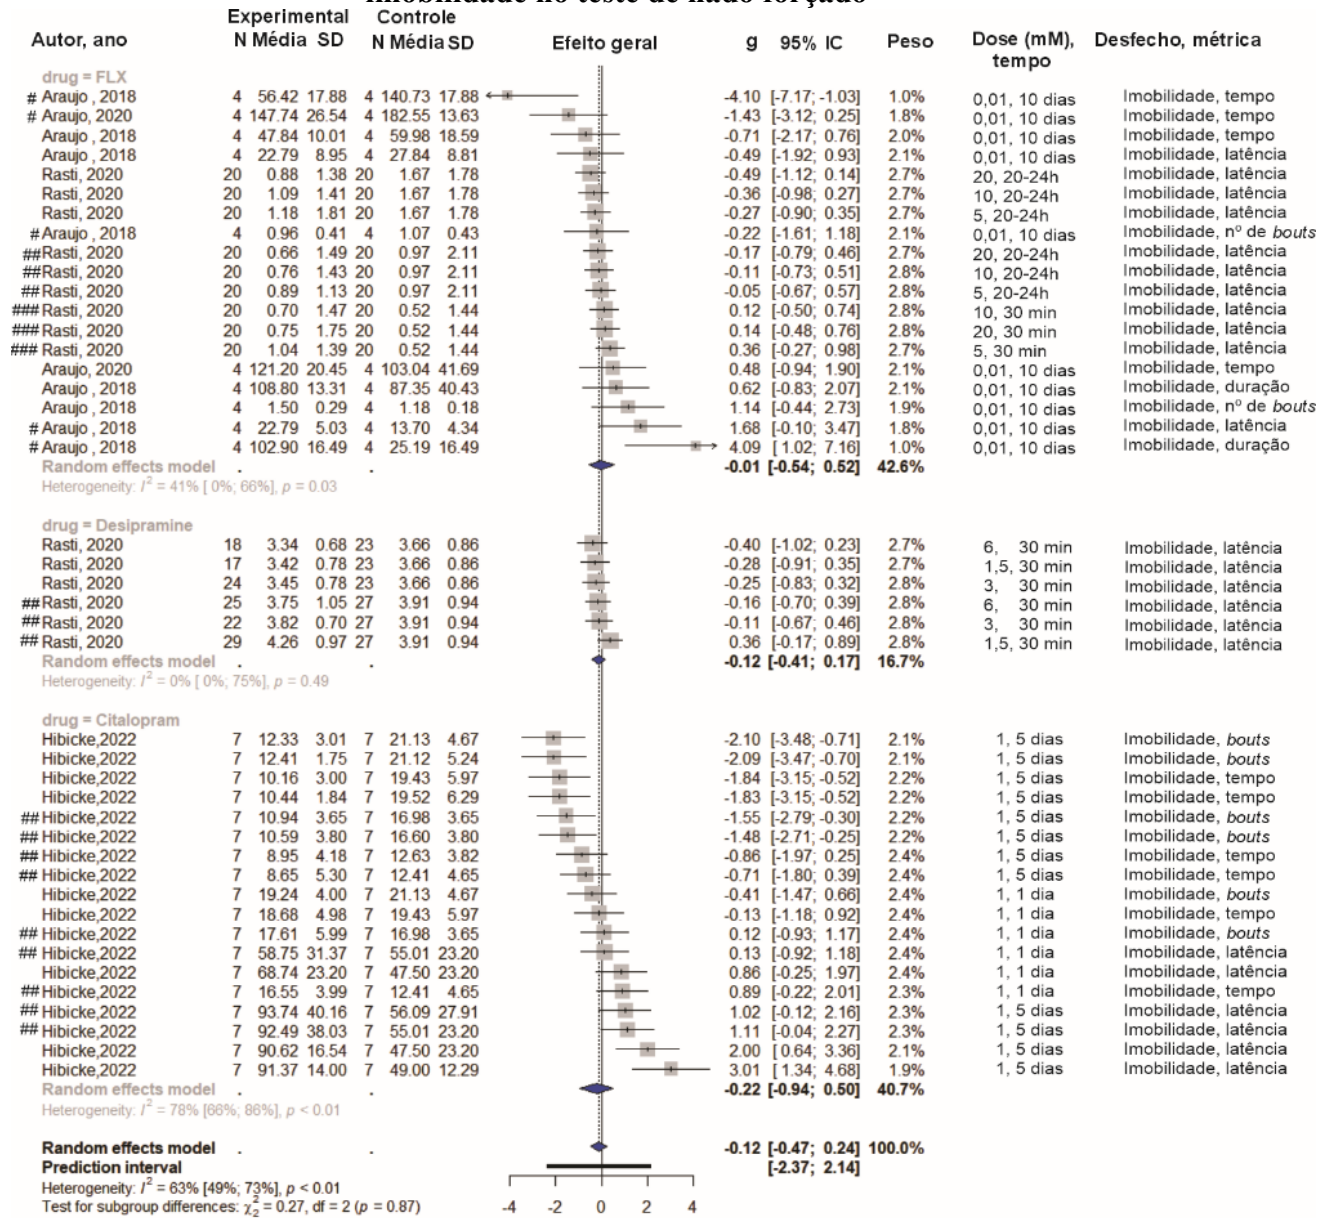 imobilidade no teste de nado forçado
Experimental Controle
Autor, ano N Média SD N Média SD Efeito geral g 95% IC Peso Dose (mM), tempo Desfecho, métrica
drug = FLX
# Araujo , 2018 4 56.42 17.88 4 140.73 17.88 -4.10 [-7.17; -1.03] 1.0% 0,01, 10 dias Imobilidade, tempo
# Araujo, 2020 4 147.74 26.54 4 182.55 13.63 -1.43 [-3.12; 0.25] 1.8% 0,01, 10 dias Imobilidade, tempo
Araujo , 2018 4 47.84 10.01 4 59.98 18.59 -0.71 [-2.17; 0.76] 2.0% 0,01, 10 dias Imobilidade, tempo
Araujo , 2018 4 22.79 8.95 4 27.84 8.81 -0.49 [-1.92; 0.93] 2.1% 0,01, 10 dias Imobilidade, latência
Rasti, 2020 20 0.88 1.38 20 1.67 1.78 -0.49 [-1.12; 0.14] 2.7% 20, 20-24h Imobilidade, latência
Rasti, 2020 20 1.09 1.41 20 1.67 1.78 -0.36 [-0.98; 0.27] 2.7% 10, 20-24h Imobilidade, latência
Rasti, 2020 20 1.18 1.81 20 1.67 1.78 -0.27 [-0.90; 0.35] 2.7% 5, 20-24h Imobilidade, latência
# Araujo , 2018 4 0.96 0.41 4 1.07 0.43 -0.22 [-1.61; 1.18] 2.1% 0,01, 10 dias Imobilidade, nº de bouts
## Rasti, 2020 20 0.66 1.49 20 0.97 2.11 -0.17 [-0.79; 0.46] 2.8% 20, 20-24h Imobilidade, latência
## Rasti, 2020 20 0.76 1.43 20 0.97 2.11 -0.11 [-0.73; 0.51] 2.8% 10, 20-24h Imobilidade, latência
## Rasti, 2020 20 0.89 1.13 20 0.97 2.11 -0.05 [-0.67; 0.57] 2.8% 5, 20-24h Imobilidade, latência
### Rasti, 2020 20 0.70 1.47 20 0.52 1.44 0.12 [-0.50; 0.74] 2.8% 10, 30 min Imobilidade, latência
### Rasti, 2020 20 0.75 1.75 20 0.52 1.44 0.14 [-0.48; 0.76] 2.8% 20, 30 min Imobilidade, latência
### Rasti, 2020 20 1.04 1.39 20 0.52 1.44 0.36 [-0.27; 0.98] 2.7% 5, 30 min Imobilidade, latência
Araujo, 2020 4 121.20 20.45 4 103.04 41.69 0.48 [-0.94; 1.90] 2.1% 0,01, 10 dias Imobilidade, tempo
Araujo , 2018 4 108.80 13.31 4 87.35 40.43 0.62 [-0.83; 2.07] 2.1% 0,01, 10 dias Imobilidade, duração
Araujo , 2018 4 1.50 0.29 4 1.18 0.18 1.14 [-0.44; 2.73] 1.9% 0,01, 10 dias Imobilidade, nº de bouts
# Araujo , 2018 4 22.79 5.03 4 13.70 4.34 1.68 [-0.10; 3.47] 1.8% 0,01, 10 dias Imobilidade, latência
# Araujo , 2018 4 102.90 16.49 4 25.19 16.49 4.09 [ 1.02; 7.16] 1.0% 0,01, 10 dias Imobilidade, duração
Random effects model . . -0.01 [-0.54; 0.52] 42.6%
Heterogeneity: I² = 41% [ 0%; 66%], p = 0.03
drug = Desipramine
Rasti, 2020 18 3.34 0.68 23 3.66 0.86 -0.40 [-1.02; 0.23] 2.7% 6, 30 min Imobilidade, latência
Rasti, 2020 17 3.42 0.78 23 3.66 0.86 -0.28 [-0.91; 0.35] 2.7% 1,5, 30 min Imobilidade, latência
Rasti, 2020 24 3.45 0.78 23 3.66 0.86 -0.25 [-0.83; 0.32] 2.8% 3, 30 min Imobilidade, latência
## Rasti, 2020 25 3.75 1.05 27 3.91 0.94 -0.16 [-0.70; 0.39] 2.8% 6, 30 min Imobilidade, latência
## Rasti, 2020 22 3.82 0.70 27 3.91 0.94 -0.11 [-0.67; 0.46] 2.8% 3, 30 min Imobilidade, latência
## Rasti, 2020 29 4.26 0.97 27 3.91 0.94 0.36 [-0.17; 0.89] 2.8% 1,5, 30 min Imobilidade, latência
Random effects model . . -0.12 [-0.41; 0.17] 16.7%
Heterogeneity: I² = 0% [ 0%; 75%], p = 0.49
drug = Citalopram
Hibicke,2022 7 12.33 3.01 7 21.13 4.67 -2.10 [-3.48; -0.71] 2.1% 1, 5 dias Imobilidade, bouts
Hibicke,2022 7 12.41 1.75 7 21.12 5.24 -2.09 [-3.47; -0.70] 2.1% 1, 5 dias Imobilidade, bouts
Hibicke,2022 7 10.16 3.00 7 19.43 5.97 -1.84 [-3.15; -0.52] 2.2% 1, 5 dias Imobilidade, tempo
Hibicke,2022 7 10.44 1.84 7 19.52 6.29 -1.83 [-3.15; -0.52] 2.2% 1, 5 dias Imobilidade, tempo
## Hibicke,2022 7 10.94 3.65 7 16.98 3.65 -1.55 [-2.79; -0.30] 2.2% 1, 5 dias Imobilidade, bouts
## Hibicke,2022 7 10.59 3.80 7 16.60 3.80 -1.48 [-2.71; -0.25] 2.2% 1, 5 dias Imobilidade, bouts
## Hibicke,2022 7 8.95 4.18 7 12.63 3.82 -0.86 [-1.97; 0.25] 2.4% 1, 5 dias Imobilidade, tempo
## Hibicke,2022 7 8.65 5.30 7 12.41 4.65 -0.71 [-1.80; 0.39] 2.4% 1, 5 dias Imobilidade, tempo
Hibicke,2022 7 19.24 4.00 7 21.13 4.67 -0.41 [-1.47; 0.66] 2.4% 1, 1 dia Imobilidade, bouts
Hibicke,2022 7 18.68 4.98 7 19.43 5.97 -0.13 [-1.18; 0.92] 2.4% 1, 1 dia Imobilidade, tempo
## Hibicke,2022 7 17.61 5.99 7 16.98 3.65 0.12 [-0.93; 1.17] 2.4% 1, 1 dia Imobilidade, bouts
## Hibicke,2022 7 58.75 31.37 7 55.01 23.20 0.13 [-0.92; 1.18] 2.4% 1, 1 dia Imobilidade, latência
Hibicke,2022 7 68.74 23.20 7 47.50 23.20 0.86 [-0.25; 1.97] 2.4% 1, 1 dia Imobilidade, latência
## Hibicke,2022 7 16.55 3.99 7 12.41 4.65 0.89 [-0.22; 2.01] 2.3% 1, 1 dia Imobilidade, tempo
## Hibicke,2022 7 93.74 40.16 7 56.09 27.91 1.02 [-0.12; 2.16] 2.3% 1, 5 dias Imobilidade, latência
## Hibicke,2022 7 92.49 38.03 7 55.01 23.20 1.11 [-0.04; 2.27] 2.3% 1, 5 dias Imobilidade, latência
Hibicke,2022 7 90.62 16.54 7 47.50 23.20 2.00 [ 0.64; 3.36] 2.1% 1, 5 dias Imobilidade, latência
Hibicke,2022 7 91.37 14.00 7 49.00 12.29 3.01 [ 1.34; 4.68] 1.9% 1, 5 dias Imobilidade, latência
Random effects model . . -0.22 [-0.94; 0.50] 40.7%
Heterogeneity: I² = 78% [66%; 86%], p < 0.01
Random effects model . . -0.12 [-0.47; 0.24] 100.0%
Prediction interval [-2.37; 2.14]
Heterogeneity: I² = 63% [49%; 73%], p < 0.01
Test for subgroup differences: χ²₂ = 0.27, df = 2 (p = 0.87)
-4 -2 0 2 4